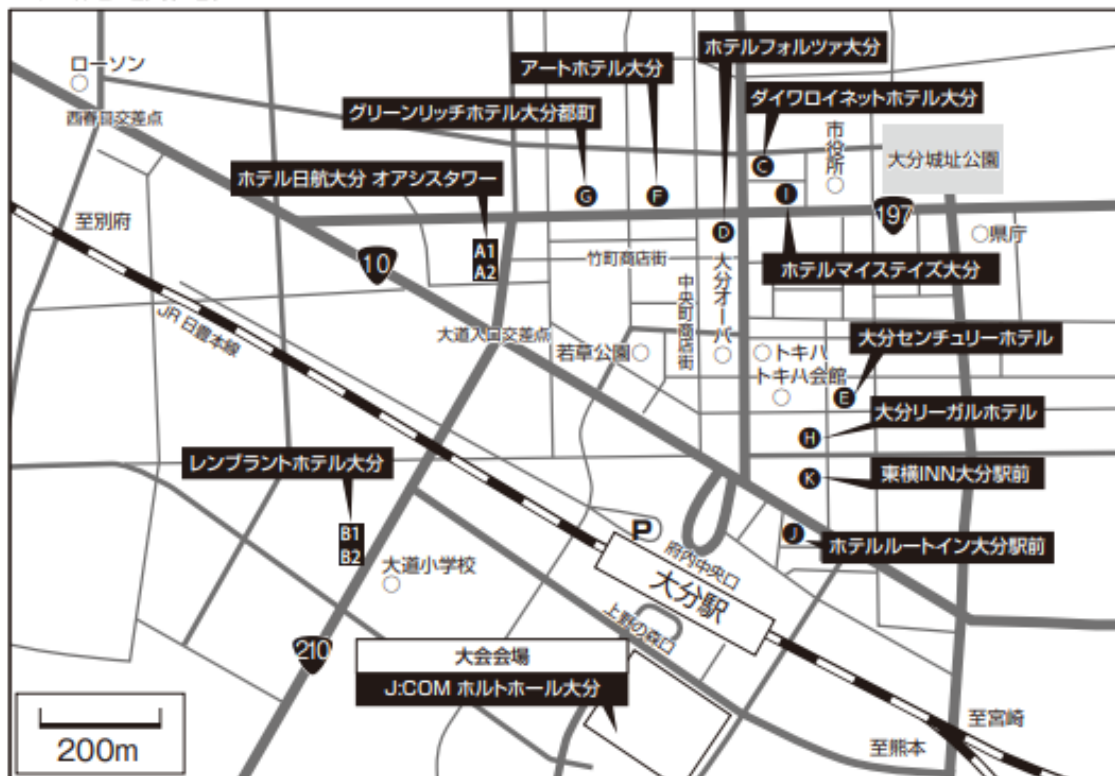 ホテルフォルツァ大分
アートホテル大分
ローソン
ダイワロイネットホテル大分
グリーンリッチホテル大分都町
西春日交差点
市役所
大分城址公園
C
ホテル日航大分 オアシスタワー
G
F
I
197
至別府
D
県庁
A1
A2
10
竹町商店街
大分オーパ
ホテルマイステイズ大分
中央町商店街
JR 日豊本線
大道入口交差点
若草公園
トキハ
トキハ会館
大分センチュリーホテル
E
大分リーガルホテル
H
レンブラントホテル大分
K
東横INN大分駅前
B1
B2
P
J
ホテルルートイン大分駅前
府内中央口
大道小学校
大分駅
上野の森口
210
大会会場
J:COM ホルトホール大分
至宮崎
200m
至熊本